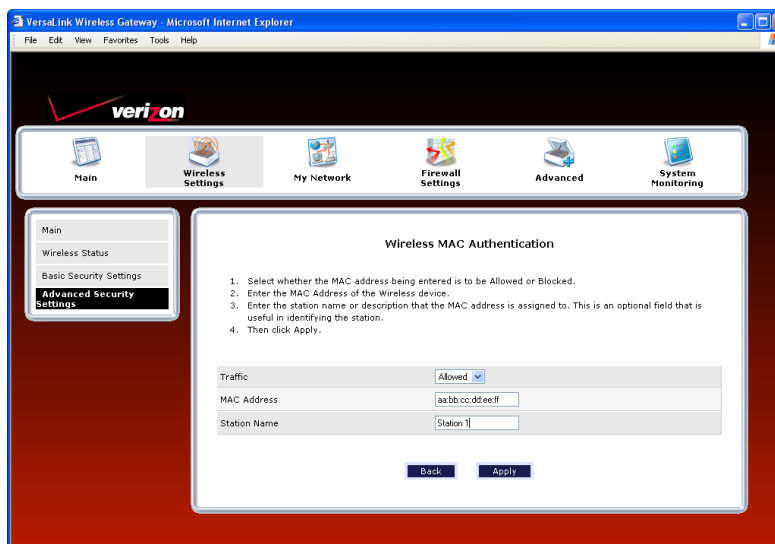 VersaLink Wireless Gateway - Microsoft Internet Explorer
File Edit View Favorites Tools Help
verizon
Main
Wireless
Settings
My Network
Firewall
Settings
Advanced
System
Monitoring
Main
Wireless Status
Basic Security Settings
Advanced Security
Settings
Wireless MAC Authentication
1. Select whether the MAC address being entered is to be Allowed or Blocked.
2. Enter the MAC Address of the Wireless device.
3. Enter the station name or description that the MAC address is assigned to. This is an optional field that is
useful in identifying the station.
4. Then click Apply.
Traffic Allowed
MAC Address aa:bb:cc:dd:ee:ff
Station Name Station 1
Back Apply